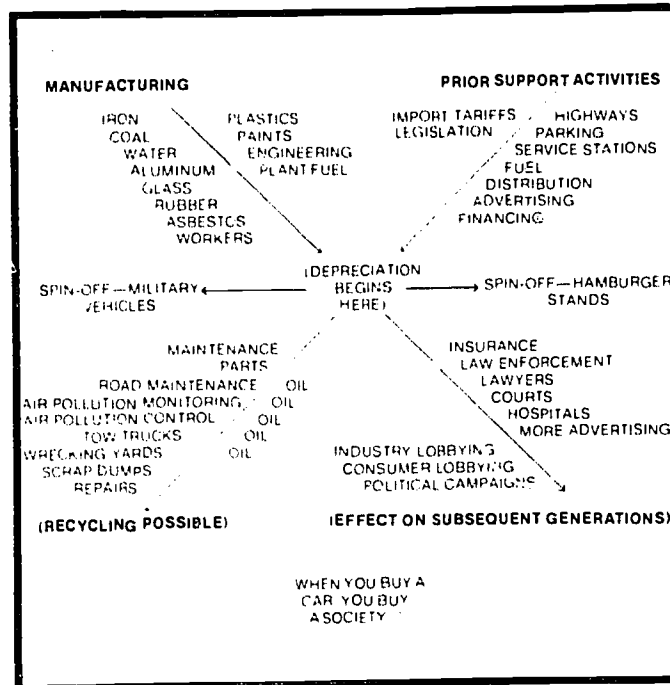 MANUFACTURING
IRON
COAL
WATER
ALUMINUM
GLASS
RUBBER
ASBESTOS
WORKERS
PLASTICS
PAINTS
ENGINEERING
PLANT FUEL
PRIOR SUPPORT ACTIVITIES
IMPORT TARIFFS
LEGISLATION
HIGHWAYS
PARKING
SERVICE STATIONS
FUEL
DISTRIBUTION
ADVERTISING
FINANCING
SPIN-OFF—MILITARY
VEHICLES
(DEPRECIATION
BEGINS
HERE)
SPIN-OFF—HAMBURGER
STANDS
MAINTENANCE
PARTS
ROAD MAINTENANCE OIL
AIR POLLUTION MONITORING OIL
AIR POLLUTION CONTROL OIL
TOW TRUCKS OIL
WRECKING YARDS OIL
SCRAP DUMPS
REPAIRS
(RECYCLING POSSIBLE)
INSURANCE
LAW ENFORCEMENT
LAWYERS
COURTS
HOSPITALS
MORE ADVERTISING
INDUSTRY LOBBYING
CONSUMER LOBBYING
POLITICAL CAMPAIGNS
(EFFECT ON SUBSEQUENT GENERATIONS)
WHEN YOU BUY A
CAR YOU BUY
A SOCIETY